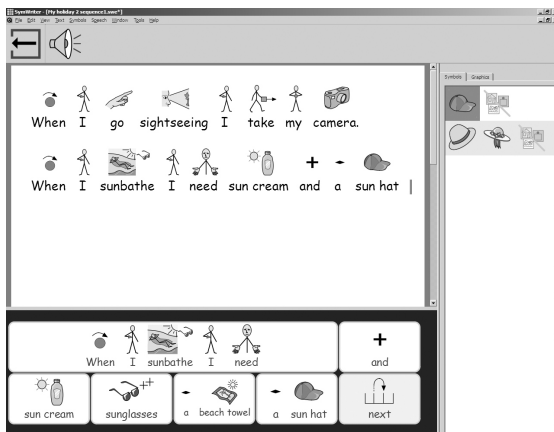 SymWriter - [My holiday 2 sequence1.swe*]
File Edit View Text Symbols Speech Window Tools Help
Symbols Graphics
When I go sightseeing I take my camera.
When I sunbathe I need sun cream and a sun hat
When I sunbathe I need
and
sun cream
sunglasses
a beach towel
a sun hat
next